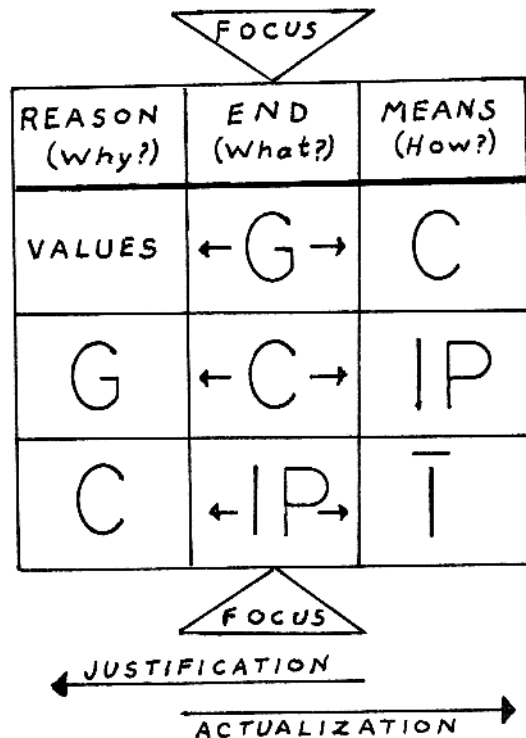 FOCUS
REASON END MEANS
(Why?) (What?) (How?)
VALUES ←G→ C
G ←C→ IP
C ←IP→ T̅
FOCUS
JUSTIFICATION
ACTUALIZATION